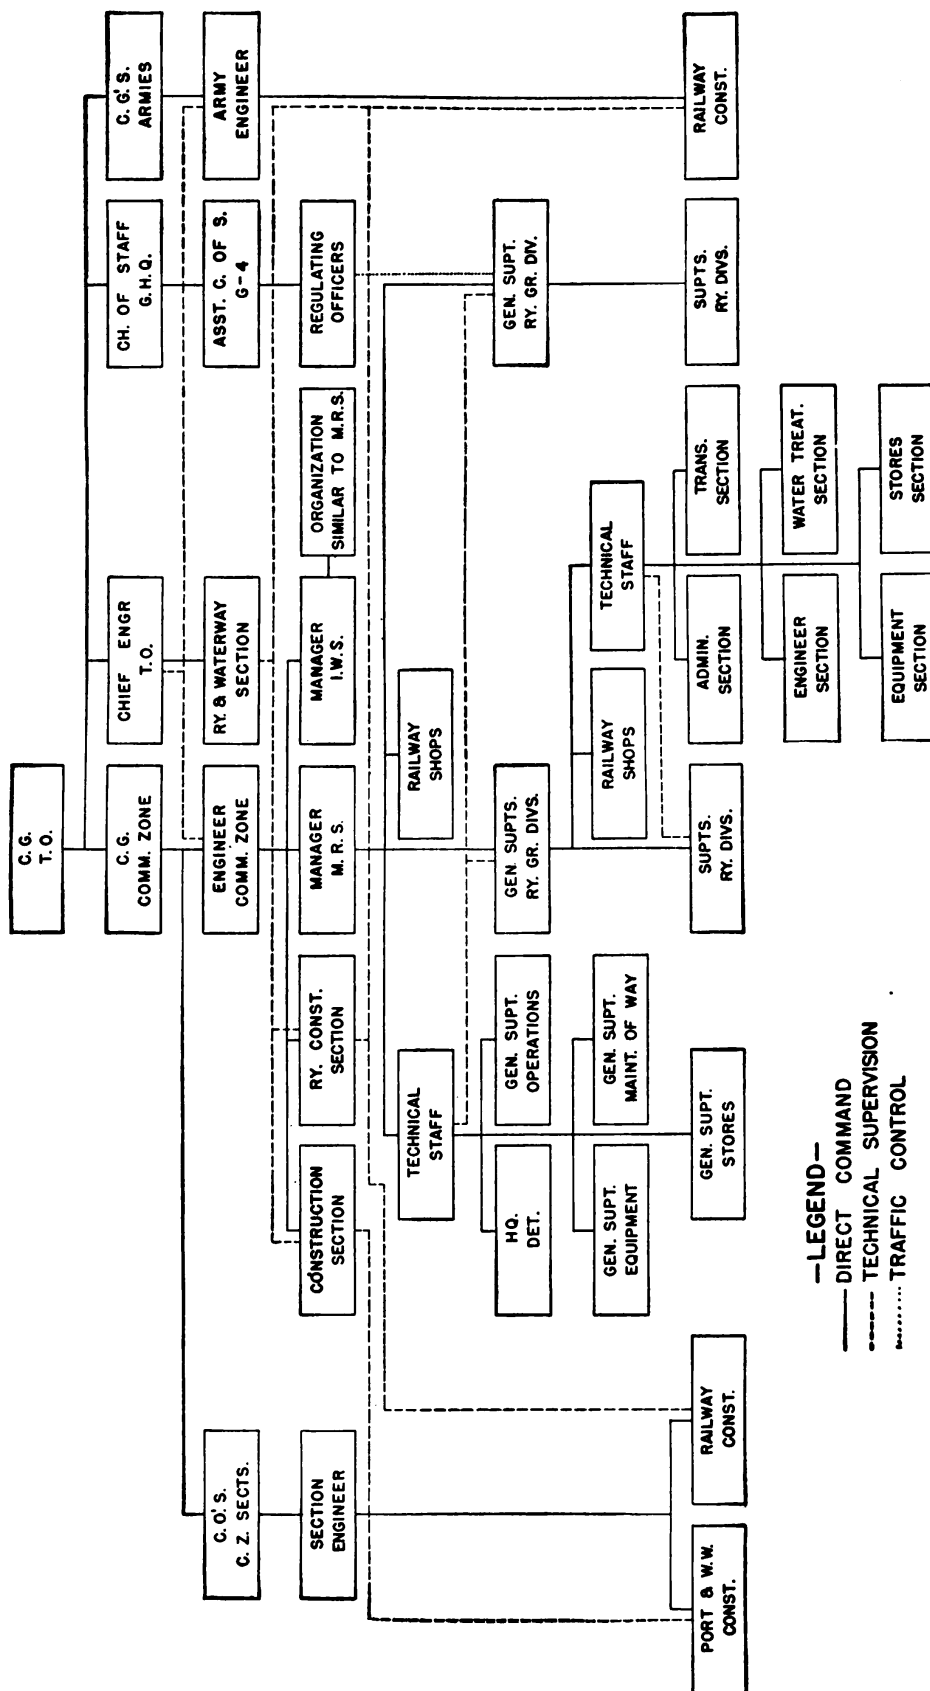 C. G.
T. O.
C. G.
COMM. ZONE
CHIEF ENGR
T. O.
CH. OF STAFF
G. H. Q.
C. G'. S.
ARMIES
C. O'. S.
C. Z. SECTS.
ENGINEER
COMM. ZONE
RY. & WATERWAY
SECTION
ASST. C. OF S.
G-4
ARMY
ENGINEER
SECTION
ENGINEER
CONSTRUCTION
SECTION
RY. CONST.
SECTION
MANAGER
M. R. S.
MANAGER
I. W. S.
ORGANIZATION
SIMILAR TO M.R.S.
REGULATING
OFFICERS
TECHNICAL
STAFF
RAILWAY
SHOPS
HQ.
DET.
GEN. SUPT.
OPERATIONS
GEN. SUPTS.
RY. GR. DIVS.
GEN. SUPT.
RY. GR. DIV.
GEN. SUPT.
EQUIPMENT
GEN. SUPT.
MAINT. OF WAY
RAILWAY
SHOPS
TECHNICAL
STAFF
PORT & W.W.
CONST.
RAILWAY
CONST.
GEN. SUPT.
STORES
SUPTS.
RY. DIVS.
ADMIN.
SECTION
TRANS.
SECTION
SUPTS.
RY. DIVS.
RAILWAY
CONST.
ENGINEER
SECTION
WATER TREAT.
SECTION
EQUIPMENT
SECTION
STORES
SECTION
—LEGEND—
DIRECT COMMAND
TECHNICAL SUPERVISION
TRAFFIC CONTROL